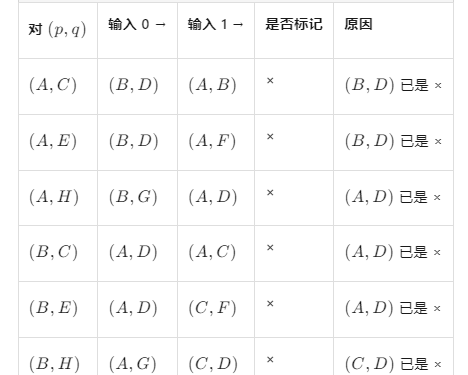 对 (p, q) 输入 0 → 输入 1 → 是否标记 原因
(A, C) (B, D) (A, B) × (B, D) 已是 ×
(A, E) (B, D) (A, F) × (B, D) 已是 ×
(A, H) (B, G) (A, D) × (A, D) 已是 ×
(B, C) (A, D) (A, C) × (A, D) 已是 ×
(B, E) (A, D) (C, F) × (A, D) 已是 ×
(B, H) (A, G) (C, D) × (C, D) 已是 ×